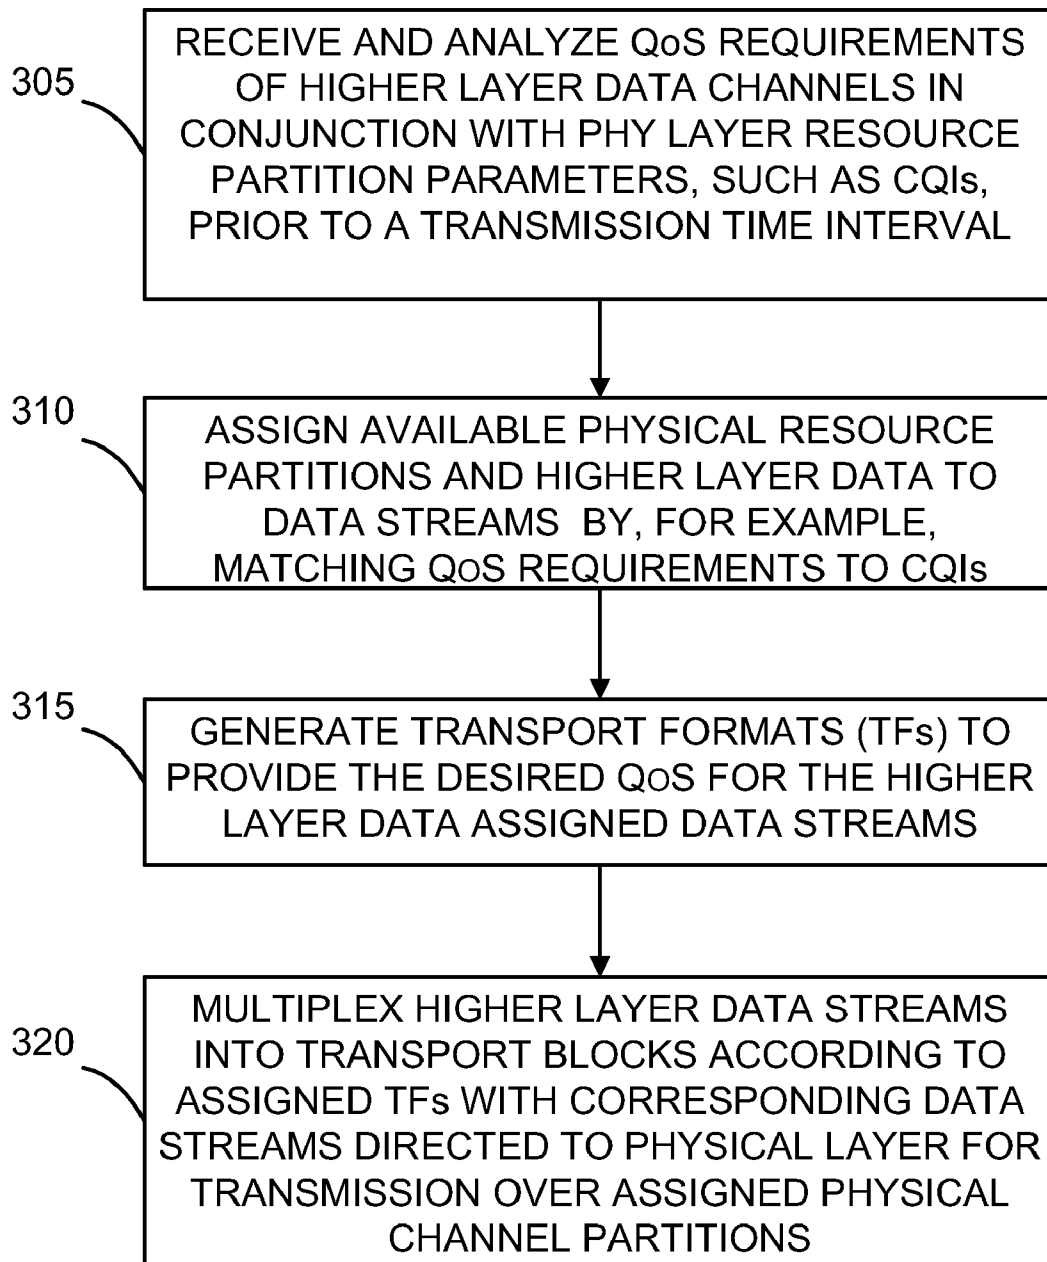 305
RECEIVE AND ANALYZE QoS REQUIREMENTS
OF HIGHER LAYER DATA CHANNELS IN
CONJUNCTION WITH PHY LAYER RESOURCE
PARTITION PARAMETERS, SUCH AS CQIs,
PRIOR TO A TRANSMISSION TIME INTERVAL
310
ASSIGN AVAILABLE PHYSICAL RESOURCE
PARTITIONS AND HIGHER LAYER DATA TO
DATA STREAMS BY, FOR EXAMPLE,
MATCHING QoS REQUIREMENTS TO CQIs
315
GENERATE TRANSPORT FORMATS (TFs) TO
PROVIDE THE DESIRED QoS FOR THE HIGHER
LAYER DATA ASSIGNED DATA STREAMS
320
MULTIPLEX HIGHER LAYER DATA STREAMS
INTO TRANSPORT BLOCKS ACCORDING TO
ASSIGNED TFs WITH CORRESPONDING DATA
STREAMS DIRECTED TO PHYSICAL LAYER FOR
TRANSMISSION OVER ASSIGNED PHYSICAL
CHANNEL PARTITIONS